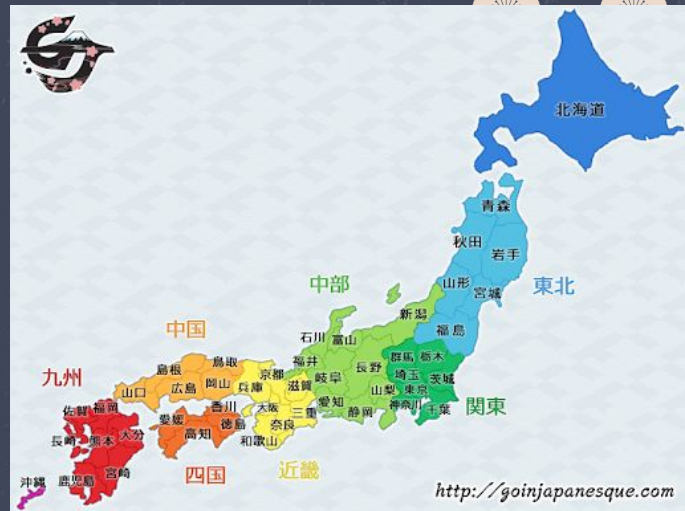 北海道
青森
秋田
岩手
山形
宮城
東北
福島
中部
新潟
石川
富山
福井
長野
岐阜
山梨
愛知
静岡
群馬
栃木
埼玉
茨城
東京
神奈川
千葉
関東
中国
鳥取
島根
岡山
広島
山口
京都
兵庫
滋賀
大阪
三重
奈良
和歌山
近畿
香川
愛媛
徳島
高知
四国
九州
福岡
佐賀
長崎
大分
熊本
宮崎
鹿児島
沖縄
http://goinjapanesque.com